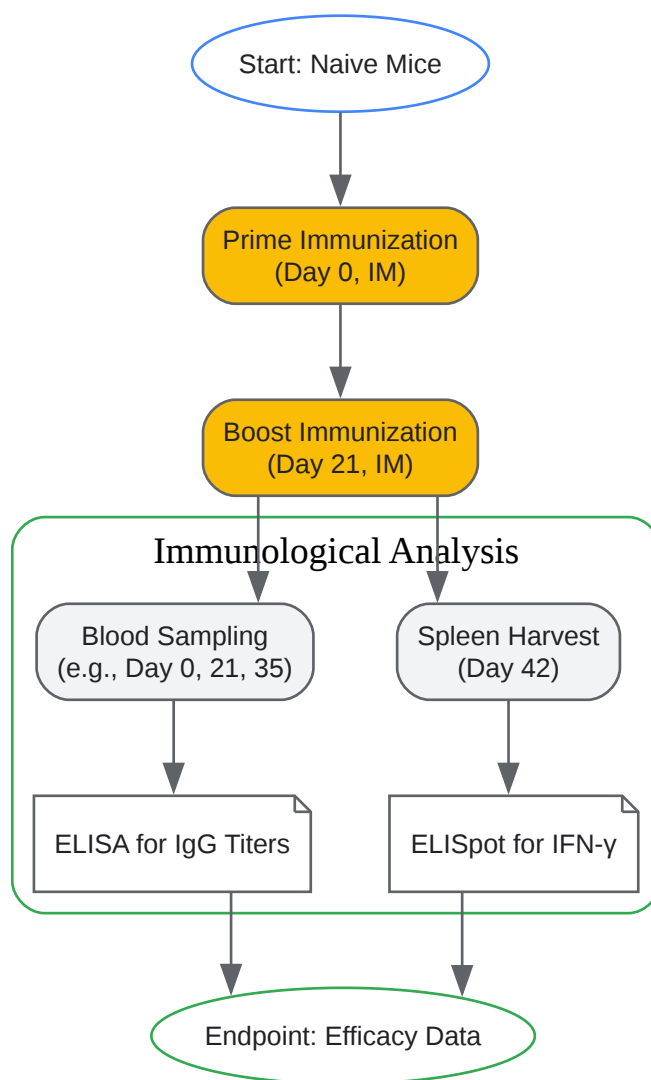 Start: Naive Mice
Prime Immunization
(Day 0, IM)
Boost Immunization
(Day 21, IM)
Immunological Analysis
Blood Sampling
(e.g., Day 0, 21, 35)
Spleen Harvest
(Day 42)
ELISA for IgG Titers
ELISpot for IFN-γ
Endpoint: Efficacy Data